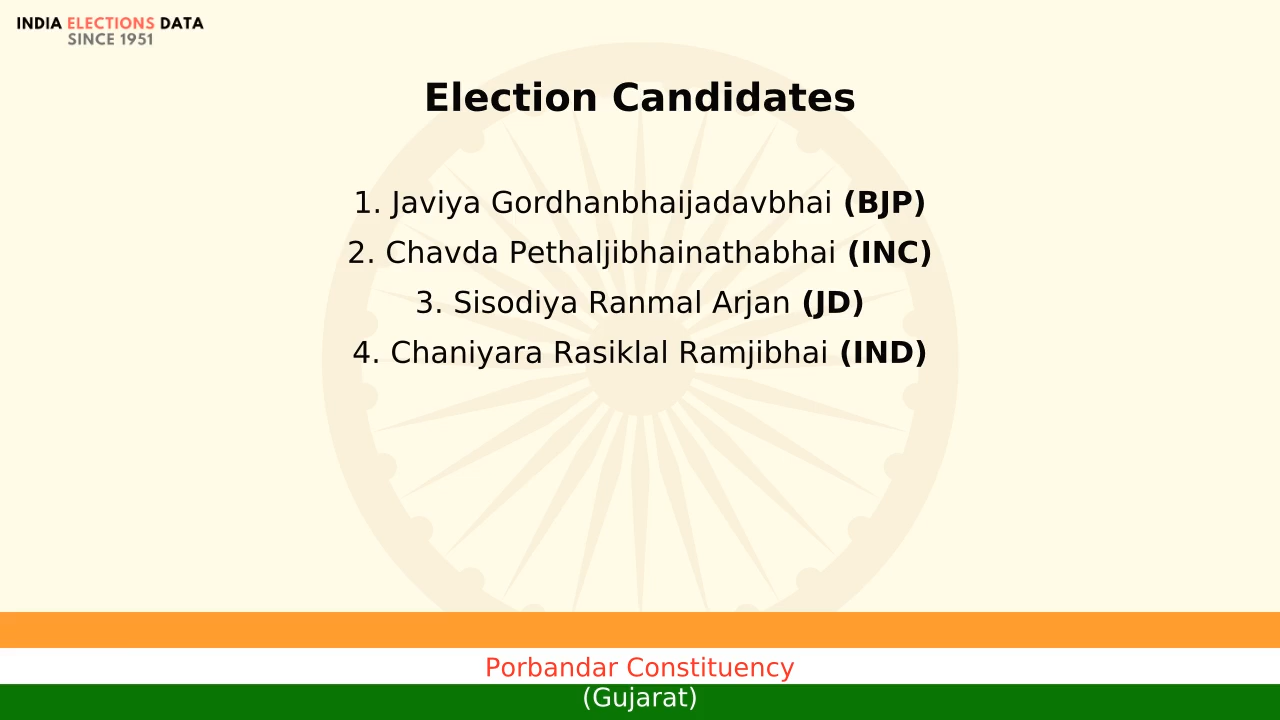 INDIA ELECTIONS DATA
SINCE 1951
Election Candidates
1. Javiya Gordhanbhaijadavbhai (BJP)
2. Chavda Pethaljibhainathabhai (INC)
3. Sisodiya Ranmal Arjan (JD)
4. Chaniyara Rasiklal Ramjibhai (IND)
Porbandar Constituency
(Gujarat)